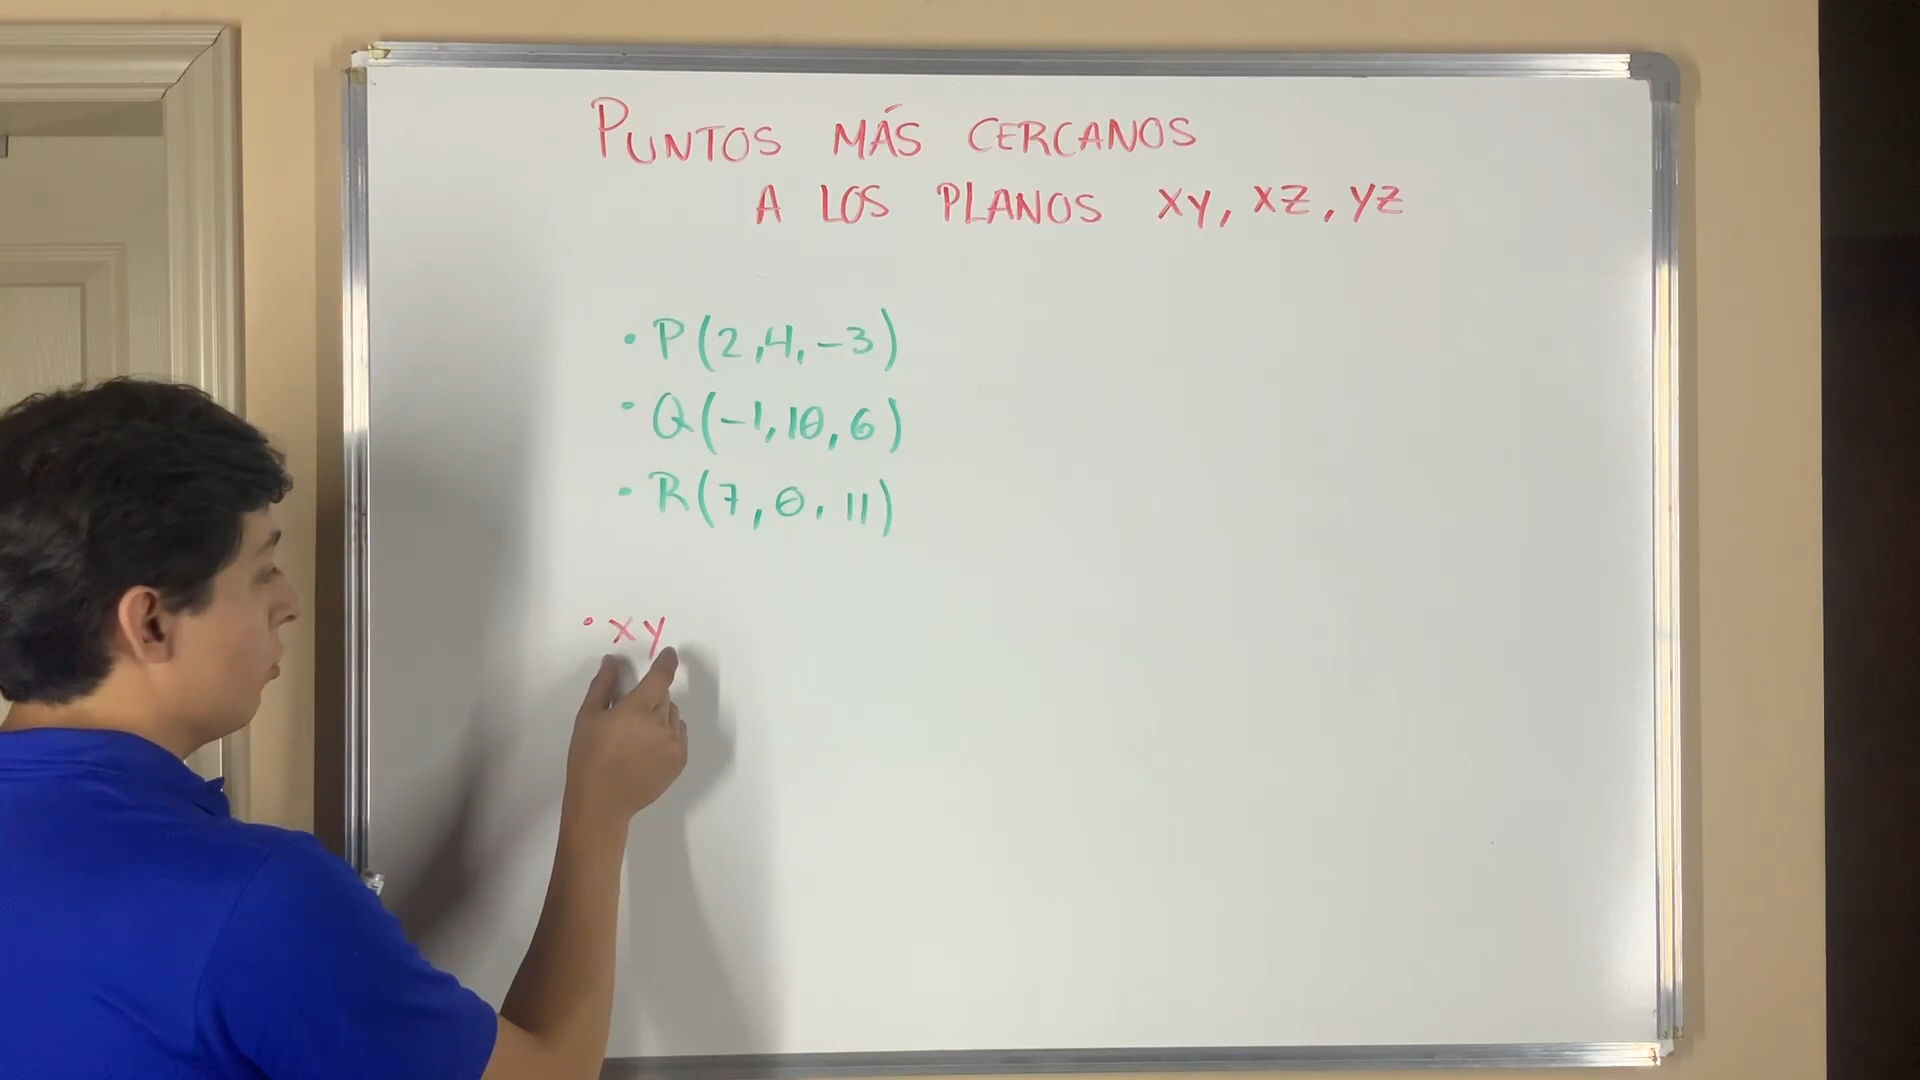 PUNTOS MÁS CERCANOS
A LOS PLANOS XY, XZ, YZ
• P(2,4,-3)
• Q(-1,10,6)
• R(7,0,11)
• XY